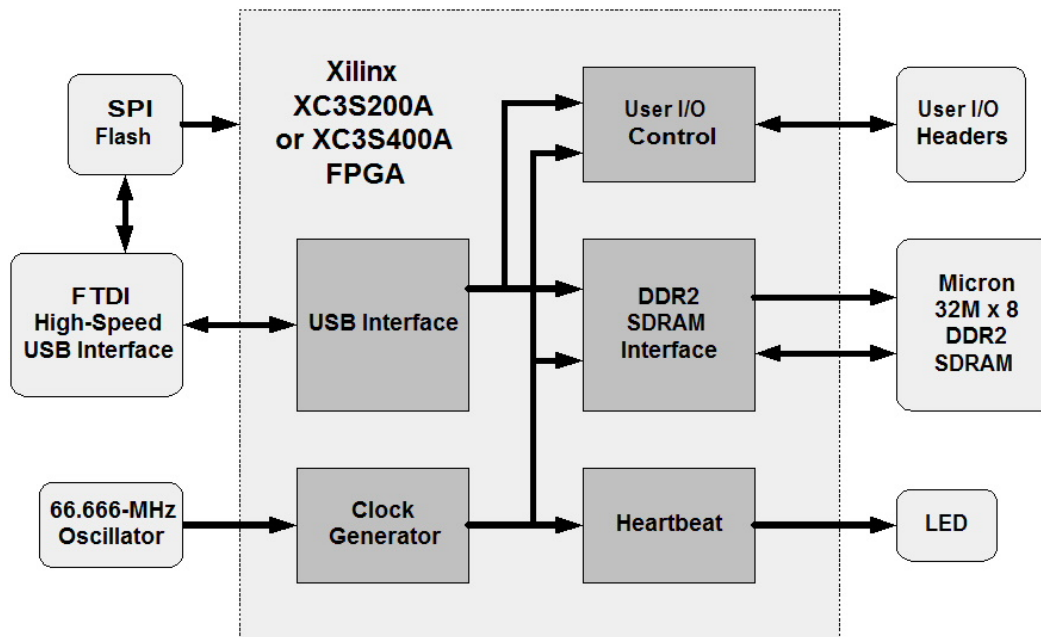 Xilinx
XC3S200A
or XC3S400A
FPGA
SPI
Flash
User I/O
Control
User I/O
Headers
FTDI
High-Speed
USB Interface
USB Interface
DDR2
SDRAM
Interface
Micron
32M x 8
DDR2
SDRAM
66.666-MHz
Oscillator
Clock
Generator
Heartbeat
LED